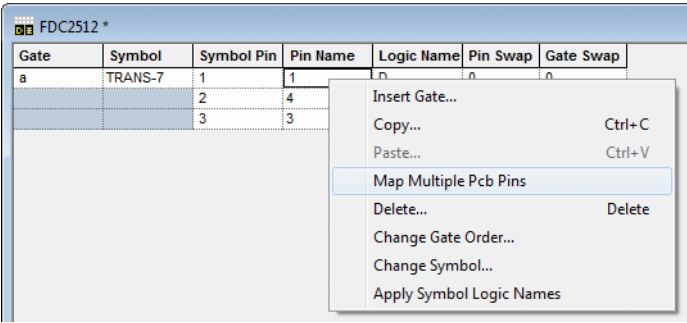 FDC2512 *
Gate Symbol Symbol Pin Pin Name Logic Name Pin Swap Gate Swap
a TRANS-7 1 1 D 0 0
2 4
3 3
Insert Gate...
Copy... Ctrl+C
Paste... Ctrl+V
Map Multiple Pcb Pins
Delete... Delete
Change Gate Order...
Change Symbol...
Apply Symbol Logic Names